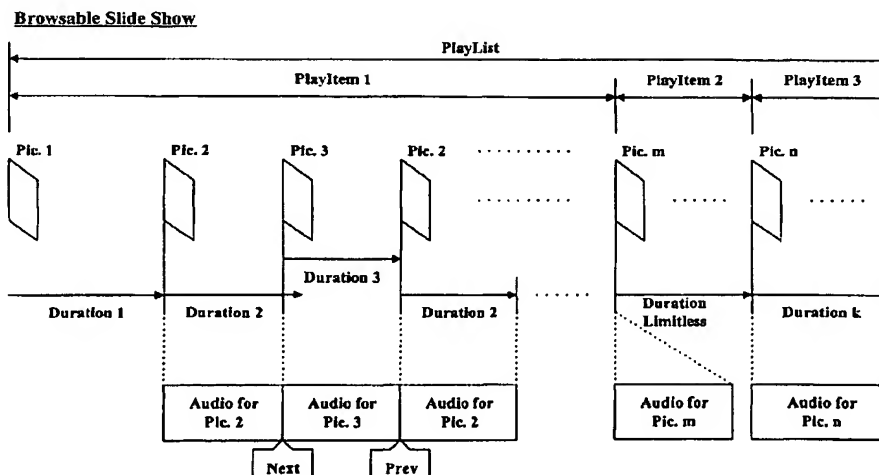 Browsable Slide Show
PlayList
PlayItem 1
PlayItem 2
PlayItem 3
Pic. 1
Pic. 2
Pic. 3
Pic. 2
Pic. m
Pic. n
Duration 3
Duration 1
Duration 2
Duration 2
Duration
Limitless
Duration k
Audio for
Pic. 2
Audio for
Pic. 3
Audio for
Pic. 2
Audio for
Pic. m
Audio for
Pic. n
Next
Prev